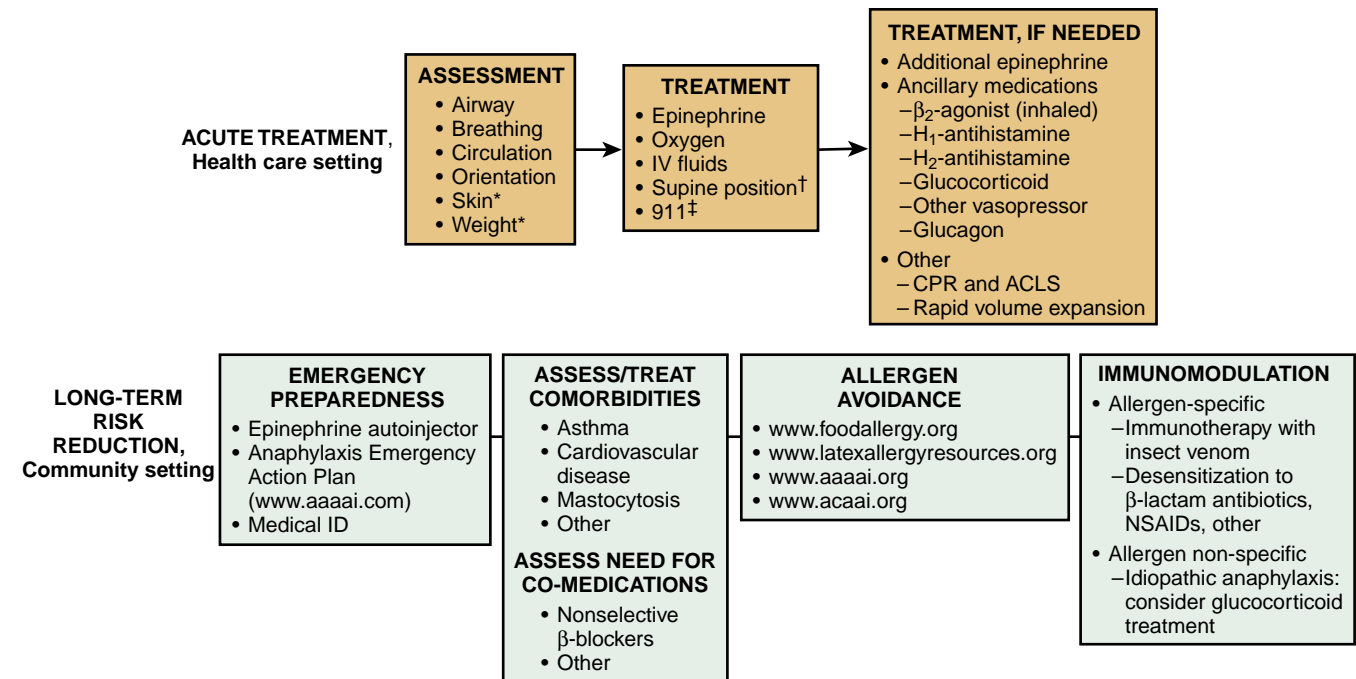 ACUTE TREATMENT,
Health care setting
ASSESSMENT
• Airway
• Breathing
• Circulation
• Orientation
• Skin*
• Weight*
TREATMENT
• Epinephrine
• Oxygen
• IV fluids
• Supine position†
• 911‡
TREATMENT, IF NEEDED
• Additional epinephrine
• Ancillary medications
–β₂-agonist (inhaled)
–H₁-antihistamine
–H₂-antihistamine
–Glucocorticoid
–Other vasopressor
–Glucagon
• Other
– CPR and ACLS
– Rapid volume expansion
LONG-TERM
RISK
REDUCTION,
Community setting
EMERGENCY
PREPAREDNESS
• Epinephrine autoinjector
• Anaphylaxis Emergency
Action Plan
(www.aaaai.com)
• Medical ID
ASSESS/TREAT
COMORBIDITIES
• Asthma
• Cardiovascular
disease
• Mastocytosis
• Other
ASSESS NEED FOR
CO-MEDICATIONS
• Nonselective
β-blockers
• Other
ALLERGEN
AVOIDANCE
• www.foodallergy.org
• www.latexallergyresources.org
• www.aaaai.org
• www.acaai.org
IMMUNOMODULATION
• Allergen-specific
–Immunotherapy with
insect venom
–Desensitization to
β-lactam antibiotics,
NSAIDs, other
• Allergen non-specific
–Idiopathic anaphylaxis:
consider glucocorticoid
treatment